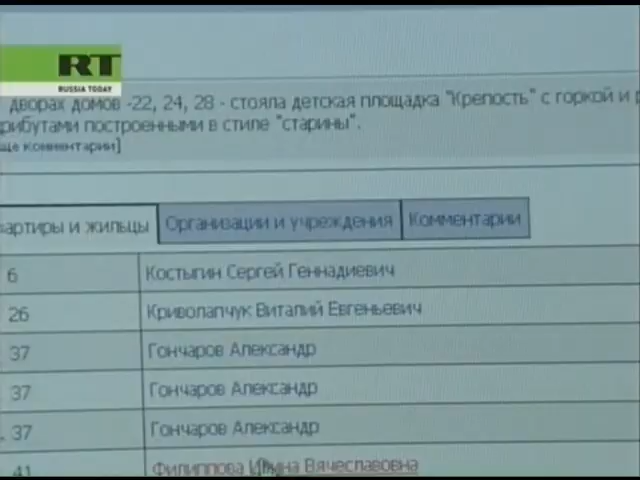 RT
RUSSIA TODAY
дворах домов -22, 24, 28 - стояла детская площадка "Крепость" с горкой и
рибутами построенными в стиле "старины".
ще комментарии]
артиры и жильцы Организации и учреждения Комментарии
6 Костыгин Сергей Геннадиевич
26 Криволапчук Виталий Евгеньевич
37 Гончаров Александр
37 Гончаров Александр
37 Гончаров Александр
41 Филиппова Ирина Вячеславовна